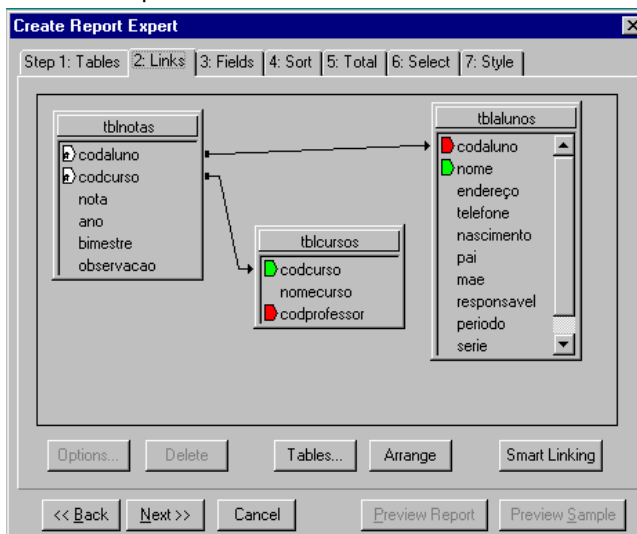 Create Report Expert
Step 1: Tables
2: Links
3: Fields
4: Sort
5: Total
6: Select
7: Style
tblnotas
codaluno
codcurso
nota
ano
bimestre
observacao
tblcursos
codcurso
nomecurso
codprofessor
tblalunos
codaluno
nome
endereço
telefone
nascimento
pai
mae
responsavel
periodo
serie
Options...
Delete
Tables...
Arrange
Smart Linking
<< Back
Next >>
Cancel
Preview Report
Preview Sample